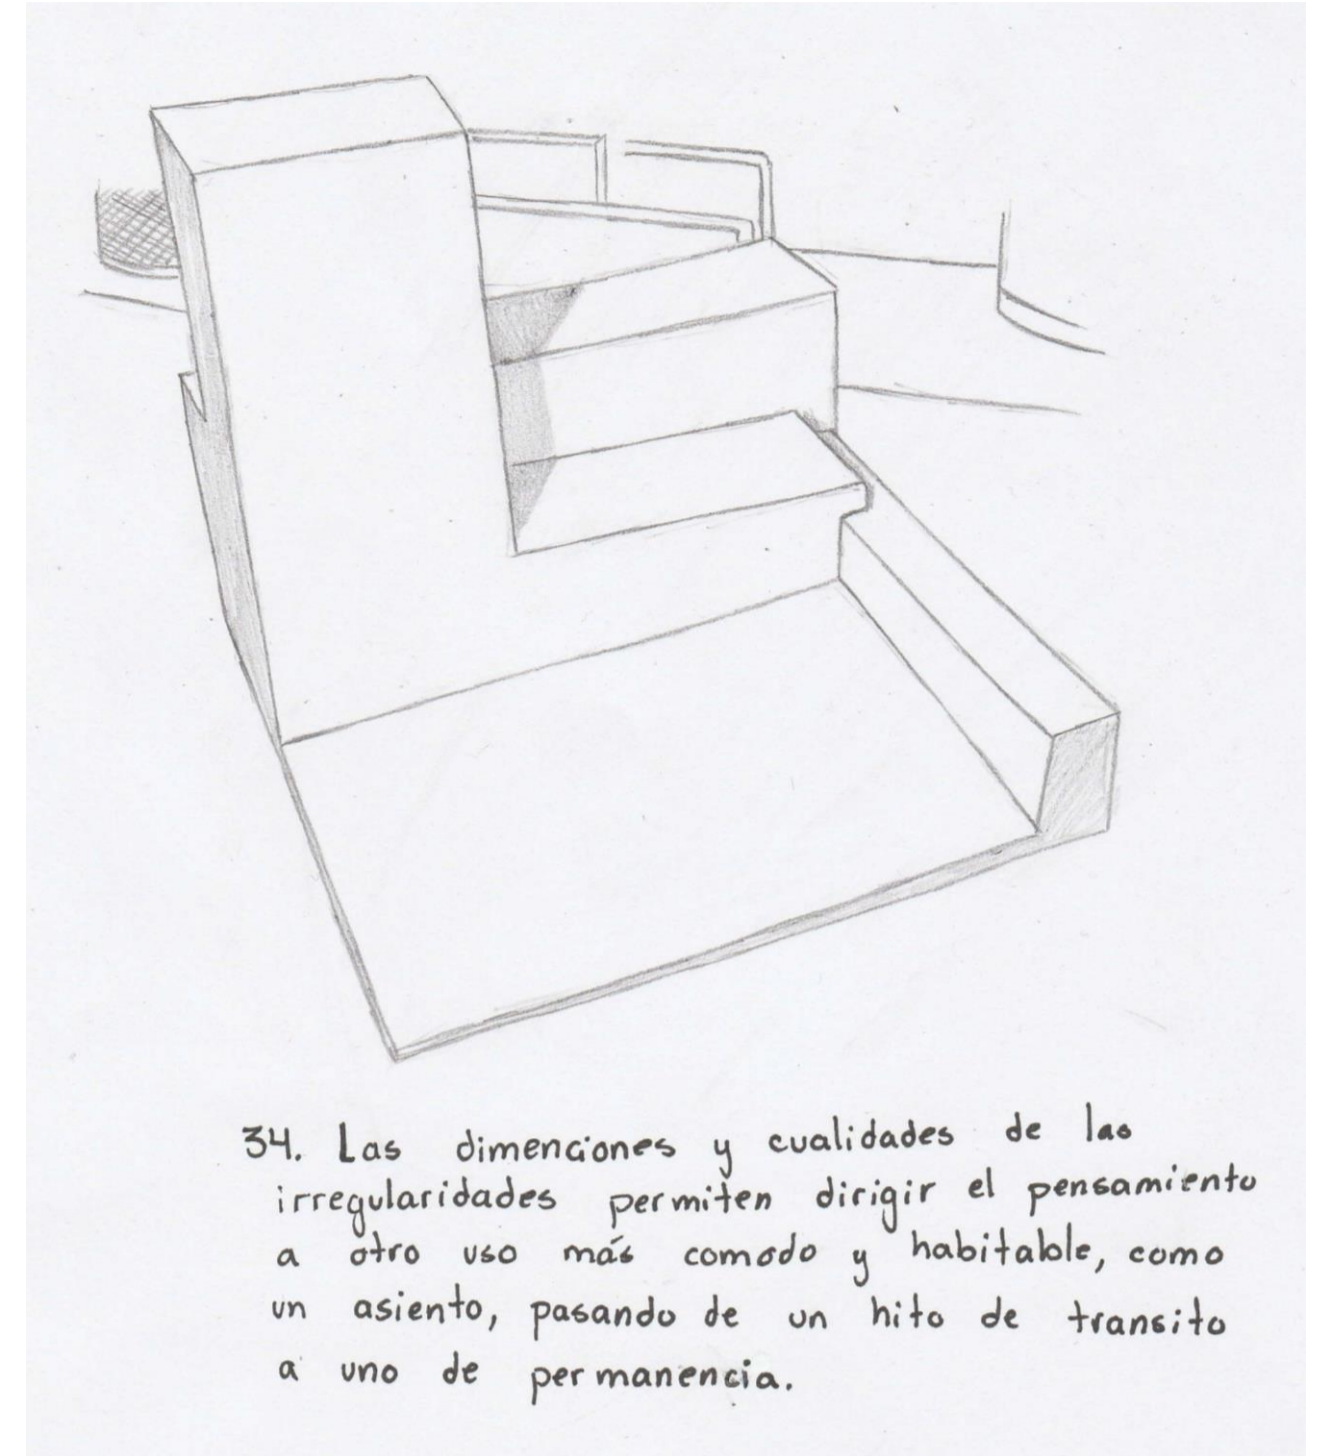 34. Las dimenciones y cualidades de las
irregularidades permiten dirigir el pensamiento
a otro uso más comodo y habitable, como
un asiento, pasando de un hito de transito
a uno de permanencia.